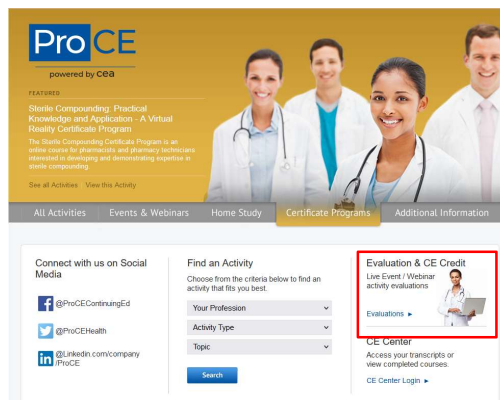 ProCE
powered by cea
FEATURED
Sterile Compounding: Practical
Knowledge and Application - A Virtual
Reality Certificate Program
The Sterile Compounding Certificate Program is an
online course for pharmacists and pharmacy technicians
interested in developing and demonstrating expertise in
sterile compounding.
See all Activities View this Activity
All Activities
Events & Webinars
Home Study
Certificate Programs
Additional Information
Connect with us on Social
Media
@ProCEContinuingEd
@ProCEHealth
@Linkedin.com/company
/ProCE
Find an Activity
Choose from the criteria below to find an
activity that fits you best.
Your Profession
Activity Type
Topic
Search
Evaluation & CE Credit
Live Event / Webinar
activity evaluations
Evaluations ►
CE Center
Access your transcripts or
view completed courses.
CE Center Login ►